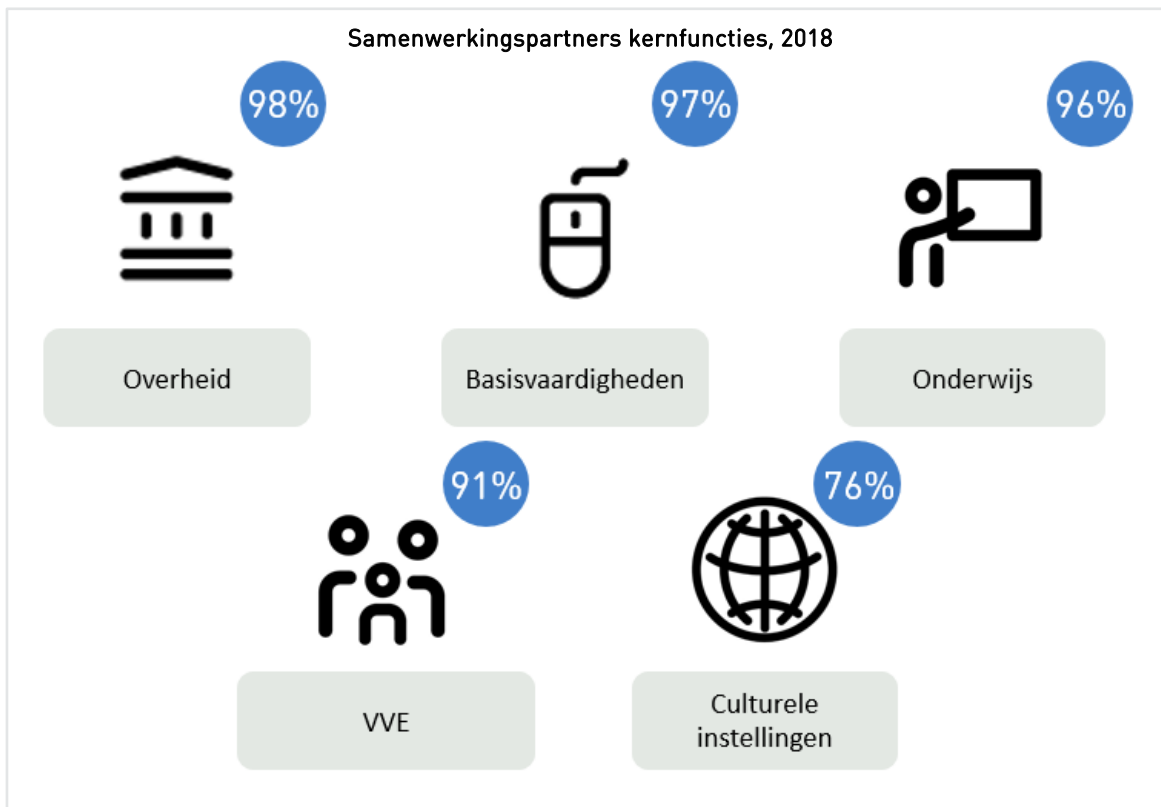 Samenwerkingspartners kernfuncties, 2018
98%
97%
96%
Overheid
Basisvaardigheden
Onderwijs
91%
76%
VVE
Culturele
instellingen